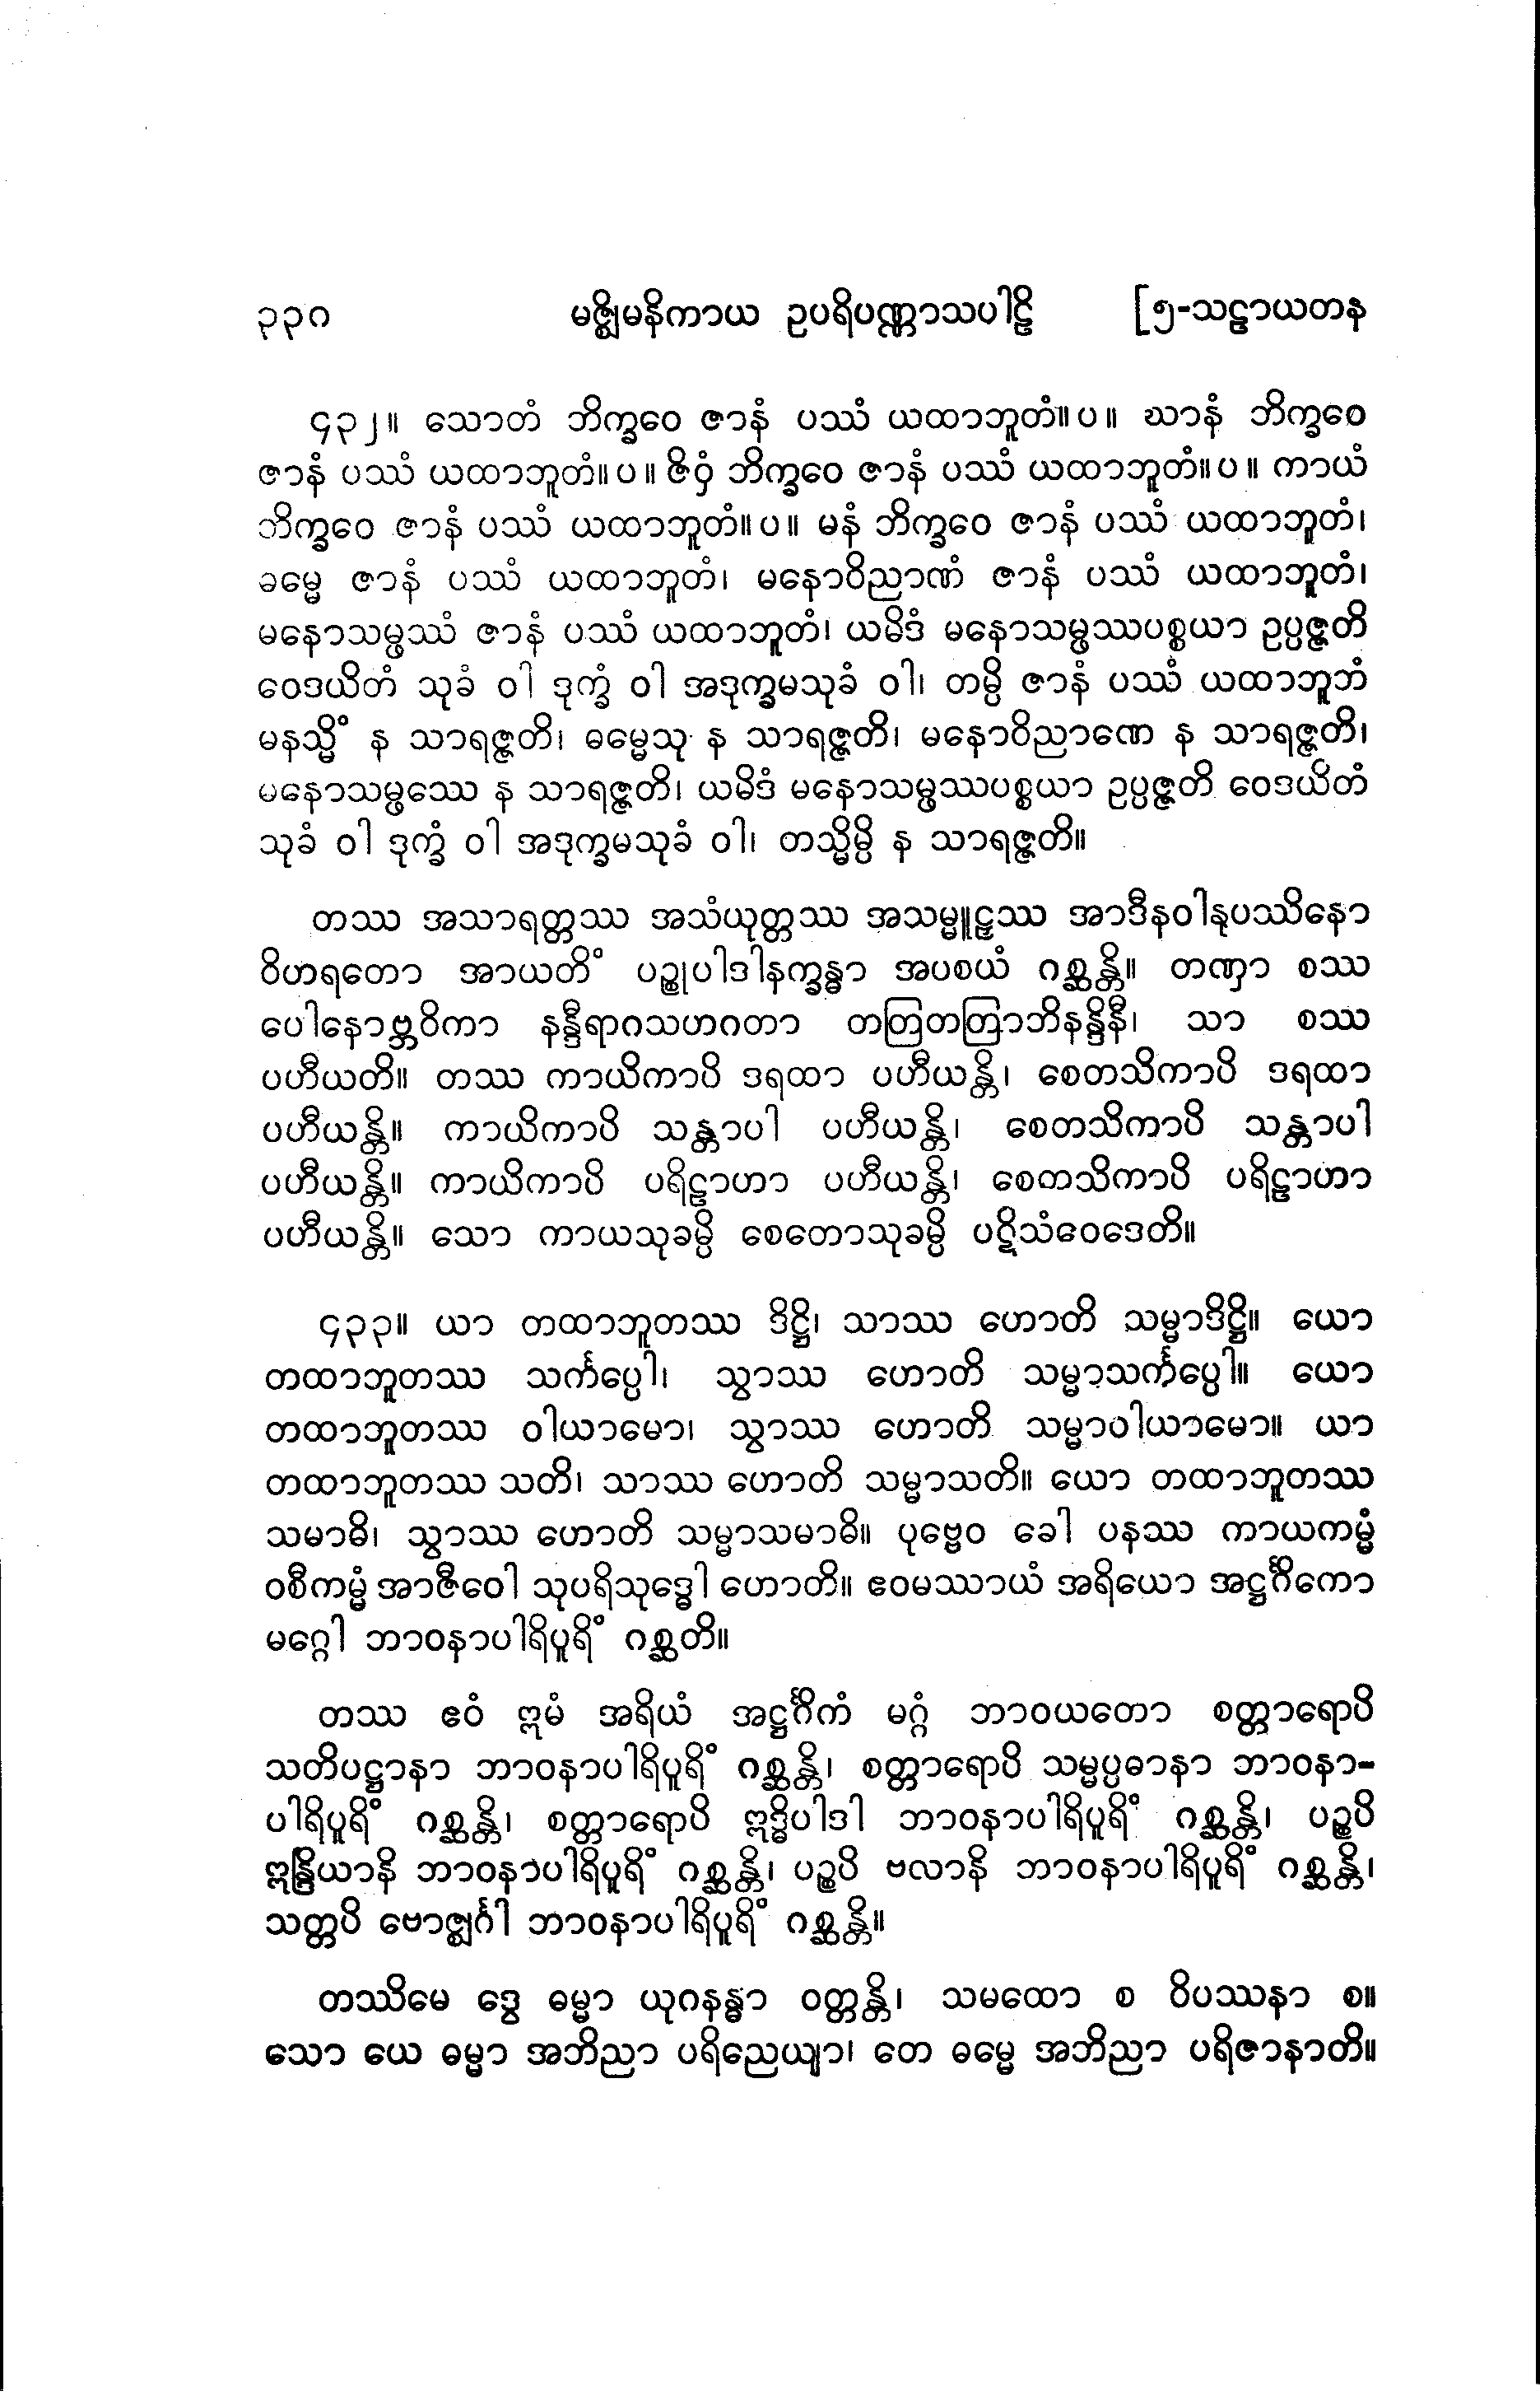 ၃၃၈ မဇ္ဈိမနိကာယ ဥပရိပဏ္ဏာသပါဠိ [၅-သဠာယတန
၄၃၂။ သောတံ ဘိက္ခဝေ ဇာနံ ပဿံ ယထာဘူတံ။ပ။ ဃာနံ ဘိက္ခဝေ
ဇာနံ ပဿံ ယထာဘူတံ။ပ။ ဇိဝှံ ဘိက္ခဝေ ဇာနံ ပဿံ ယထာဘူတံ။ပ။ ကာယံ
ဘိက္ခဝေ ဇာနံ ပဿံ ယထာဘူတံ။ပ။ မနံ ဘိက္ခဝေ ဇာနံ ပဿံ ယထာဘူတံ၊
ဓမ္မေ ဇာနံ ပဿံ ယထာဘူတံ၊ မနောဝိညာဏံ ဇာနံ ပဿံ ယထာဘူတံ၊
မနောသမ္ဖဿံ ဇာနံ ပဿံ ယထာဘူတံ၊ ယမိဒံ မနောသမ္ဖဿပစ္စယာ ဥပ္ပဇ္ဇတိ
ဝေဒယိတံ သုခံ ဝါ ဒုက္ခံ ဝါ အဒုက္ခမသုခံ ဝါ၊ တမ္ပိ ဇာနံ ပဿံ ယထာဘူဘံ
မနသ္မိံ န သာရဇ္ဇတိ၊ ဓမ္မေသု န သာရဇ္ဇတိ၊ မနောဝိညာဏေ န သာရဇ္ဇတိ၊
မနောသမ္ဖဿေ န သာရဇ္ဇတိ၊ ယမိဒံ မနောသမ္ဖဿပစ္စယာ ဥပ္ပဇ္ဇတိ ဝေဒယိတံ
သုခံ ဝါ ဒုက္ခံ ဝါ အဒုက္ခမသုခံ ဝါ၊ တသ္မိမ္ပိ န သာရဇ္ဇတိ။
တဿ အသာရတ္တဿ အသံယုတ္တဿ အသမ္မူဠှဿ အာဒီနဝါနုပဿိနော
ဝိဟရတော အာယတိံ ပဉ္စုပါဒါနက္ခန္ဓာ အပစယံ ဂစ္ဆန္တိ။ တဏှာ စဿ
ပေါနောဗ္ဘဝိကာ နန္ဒီရာဂသဟဂတာ တတြတတြာဘိနန္ဒိနီ၊ သာ စဿ
ပဟီယတိ။ တဿ ကာယိကာပိ ဒရထာ ပဟီယန္တိ၊ စေတသိကာပိ ဒရထာ
ပဟီယန္တိ။ ကာယိကာပိ သန္တာပါ ပဟီယန္တိ၊ စေတသိကာပိ သန္တာပါ
ပဟီယန္တိ။ ကာယိကာပိ ပရိဠာဟာ ပဟီယန္တိ၊ စေတသိကာပိ ပရိဠာဟာ
ပဟီယန္တိ။ သော ကာယသုခမ္ပိ စေတောသုခမ္ပိ ပဋိသံဝေဒေတိ။
၄၃၃။ ယာ တထာဘူတဿ ဒိဋ္ဌိ၊ သာဿ ဟောတိ သမ္မာဒိဋ္ဌိ။ ယော
တထာဘူတဿ သင်္ကပ္ပေါ၊ သွာဿ ဟောတိ သမ္မာသင်္ကပ္ပေါ။ ယော
တထာဘူတဿ ဝါယာမော၊ သွာဿ ဟောတိ သမ္မာဝါယာမော။ ယာ
တထာဘူတဿ သတိ၊ သာဿ ဟောတိ သမ္မာသတိ။ ယော တထာဘူတဿ
သမာဓိ၊ သွာဿ ဟောတိ သမ္မာသမာဓိ။ ပုဗ္ဗေဝ ခေါ ပနဿ ကာယကမ္မံ
ဝစီကမ္မံ အာဇီဝေါ သုပရိသုဒ္ဓေါ ဟောတိ။ ဧဝမဿာယံ အရိယော အဋ္ဌင်္ဂိကော
မဂ္ဂေါ ဘာဝနာပါရိပူရိံ ဂစ္ဆတိ။
တဿ ဧဝံ ဣမံ အရိယံ အဋ္ဌင်္ဂိကံ မဂ္ဂံ ဘာဝယတော စတ္တာရောပိ
သတိပဋ္ဌာနာ ဘာဝနာပါရိပူရိံ ဂစ္ဆန္တိ၊ စတ္တာရောပိ သမ္မပ္ပဓာနာ ဘာဝနာ-
ပါရိပူရိံ ဂစ္ဆန္တိ၊ စတ္တာရောပိ ဣဒ္ဓိပါဒါ ဘာဝနာပါရိပူရိံ ဂစ္ဆန္တိ၊ ပဉ္စပိ
ဣန္ဒြိယာနိ ဘာဝနာပါရိပူရိံ ဂစ္ဆန္တိ၊ ပဉ္စပိ ဗလာနိ ဘာဝနာပါရိပူရိံ ဂစ္ဆန္တိ၊
သတ္တပိ ဗောဇ္ဈင်္ဂါ ဘာဝနာပါရိပူရိံ ဂစ္ဆန္တိ။
တဿိမေ ဒွေ ဓမ္မာ ယုဂနန္ဓာ ဝတ္တန္တိ၊ သမထော စ ဝိပဿနာ စ။
သော ယေ ဓမ္မာ အဘိညာ ပရိညေယျာ၊ တေ ဓမ္မေ အဘိညာ ပရိဇာနာတိ။